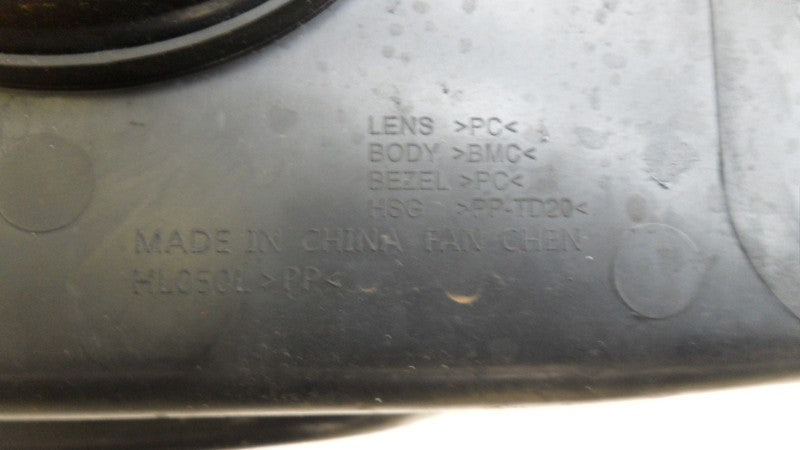 LENS >PC<
BODY >BMC<
BEZEL >PC<
HSG >PP-TD20<
MADE IN CHINA FAN CHEN
HL050L >PP<